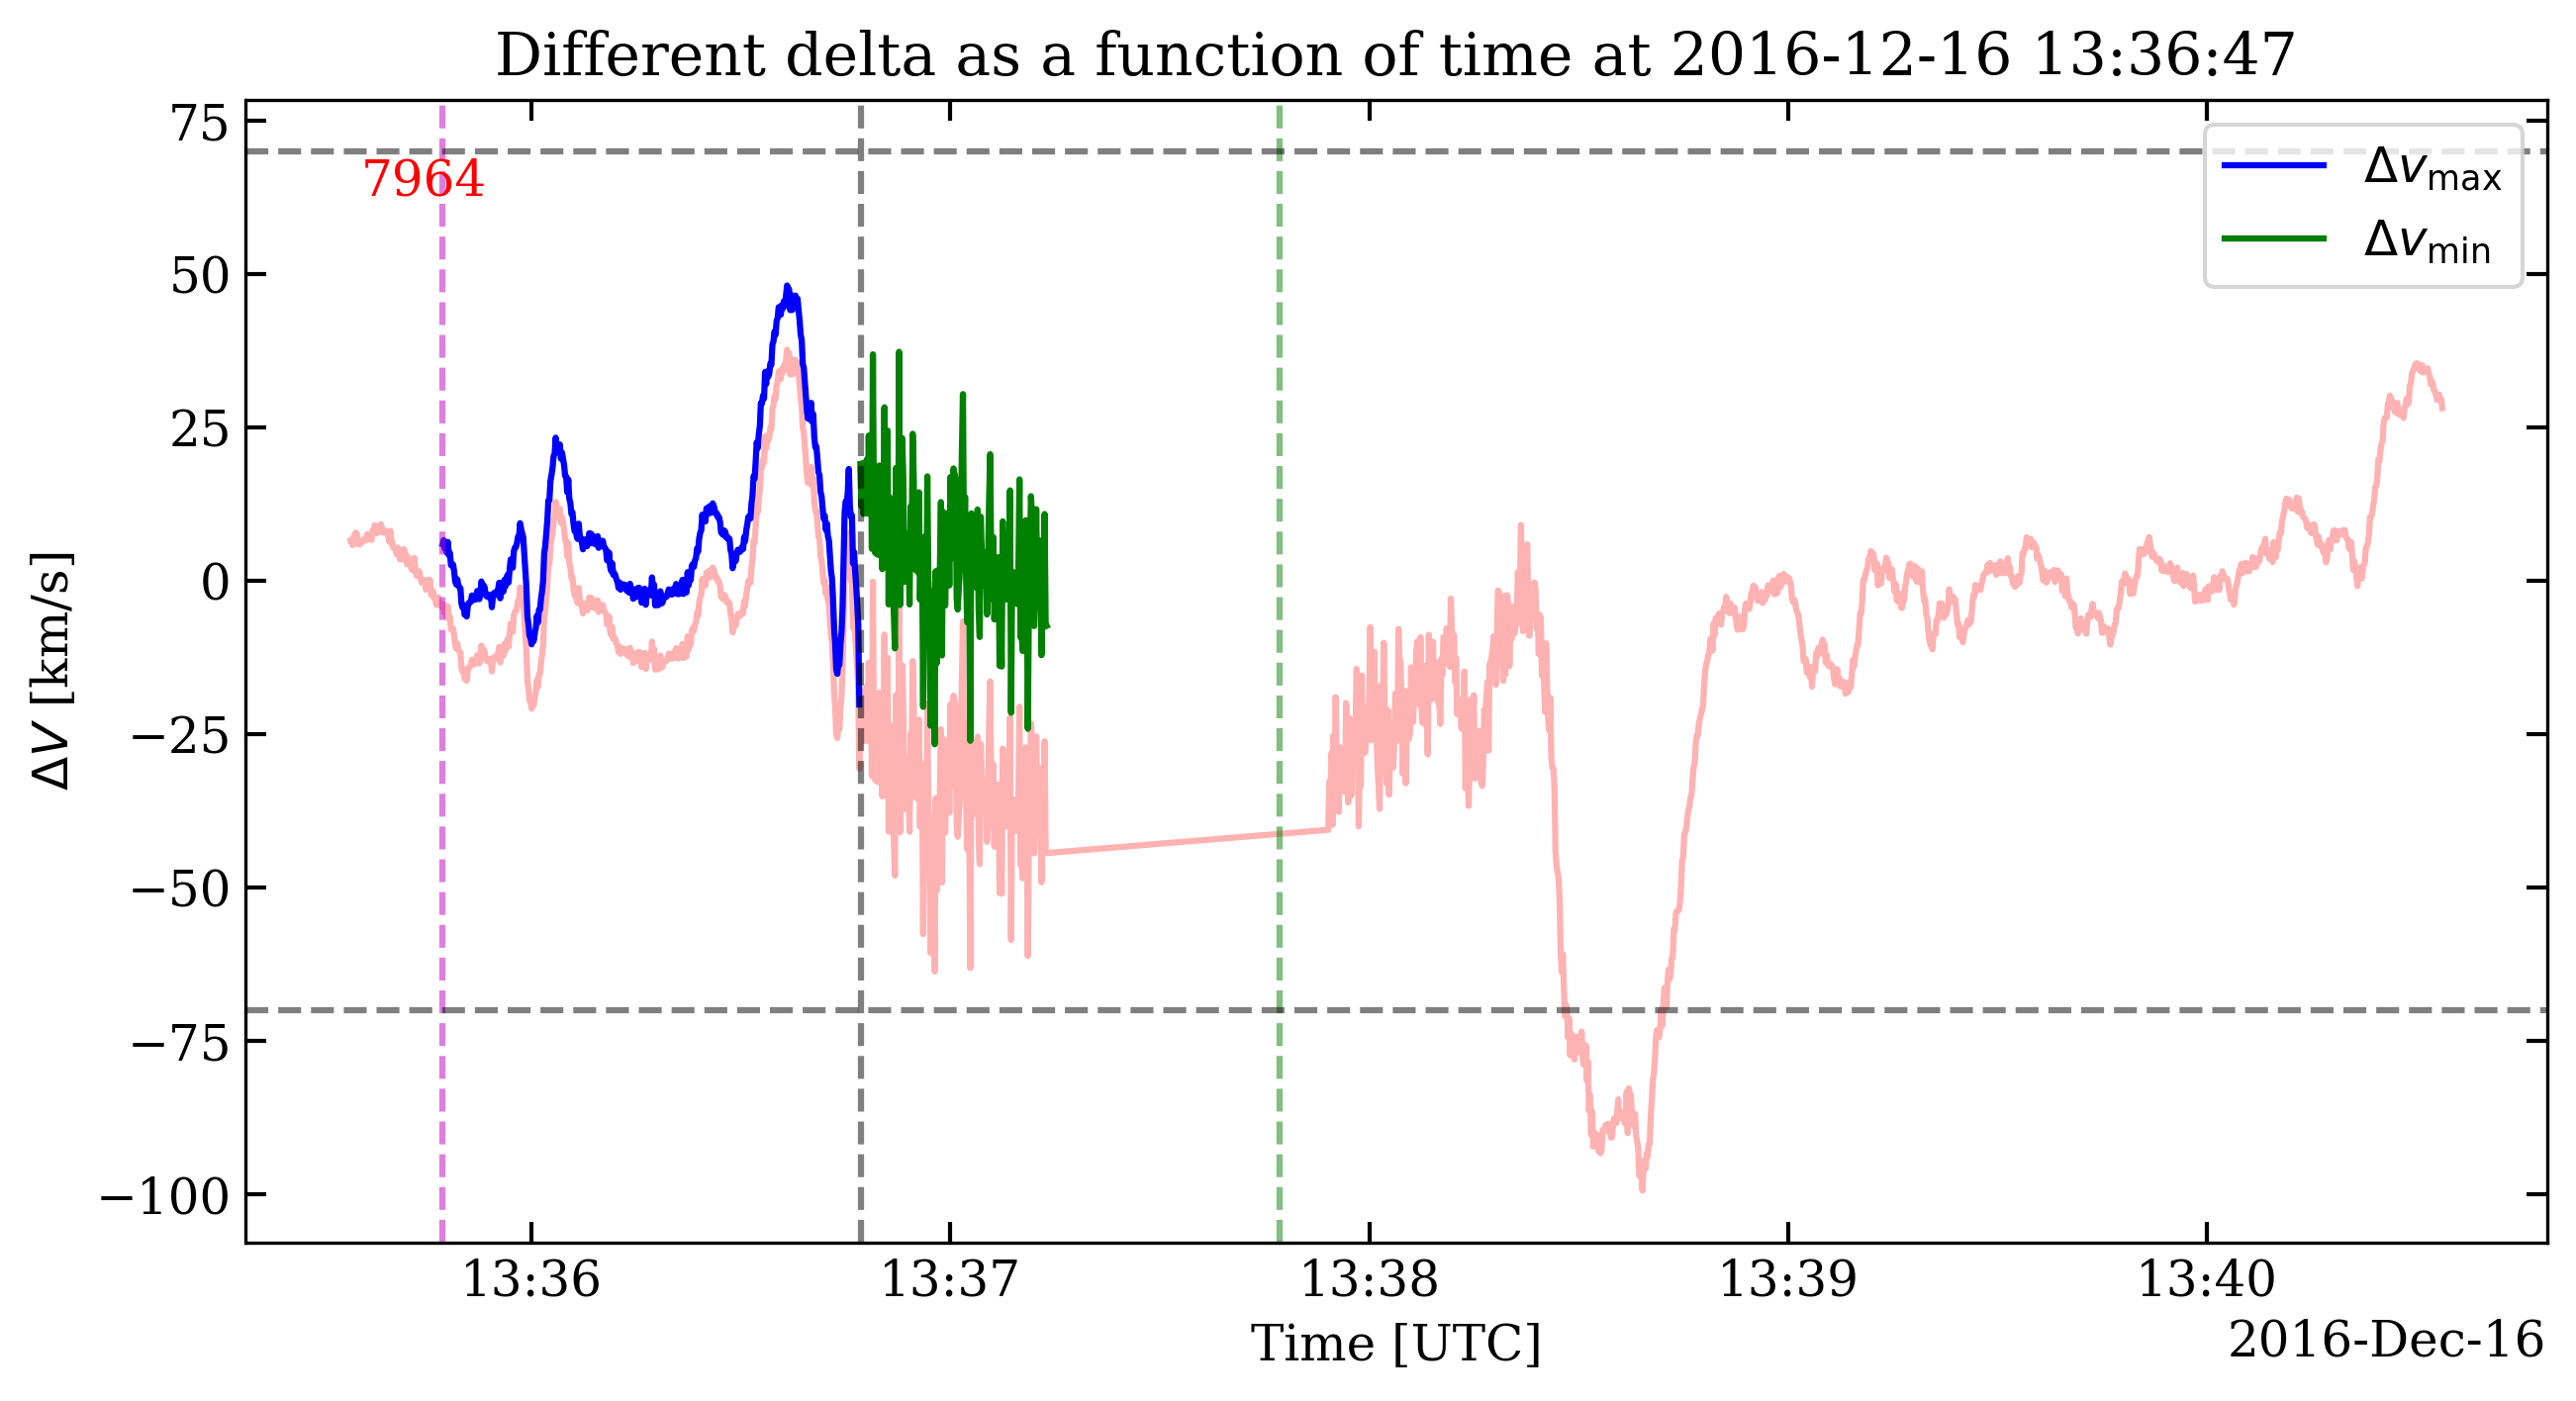 Different delta as a function of time at 2016-12-16 13:36:47
75
50
25
0
−25
−50
−75
−100
ΔV [km/s]
7964
Δv_max
Δv_min
13:36 13:37 13:38 13:39 13:40
Time [UTC]
2016-Dec-16